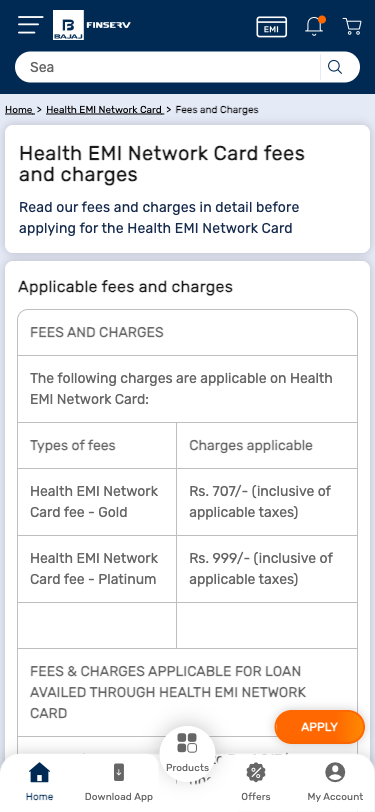 B
BAJAJ
FINSERV
EMI
Sea
Home > Health EMI Network Card > Fees and Charges
Health EMI Network Card fees
and charges
Read our fees and charges in detail before
applying for the Health EMI Network Card
Applicable fees and charges
FEES AND CHARGES
The following charges are applicable on Health
EMI Network Card:
Types of fees
Charges applicable
Health EMI Network
Card fee - Gold
Rs. 707/- (inclusive of
applicable taxes)
Health EMI Network
Card fee - Platinum
Rs. 999/- (inclusive of
applicable taxes)
FEES & CHARGES APPLICABLE FOR LOAN
AVAILED THROUGH HEALTH EMI NETWORK
CARD
APPLY
Home
Download App
Products
Offers
My Account